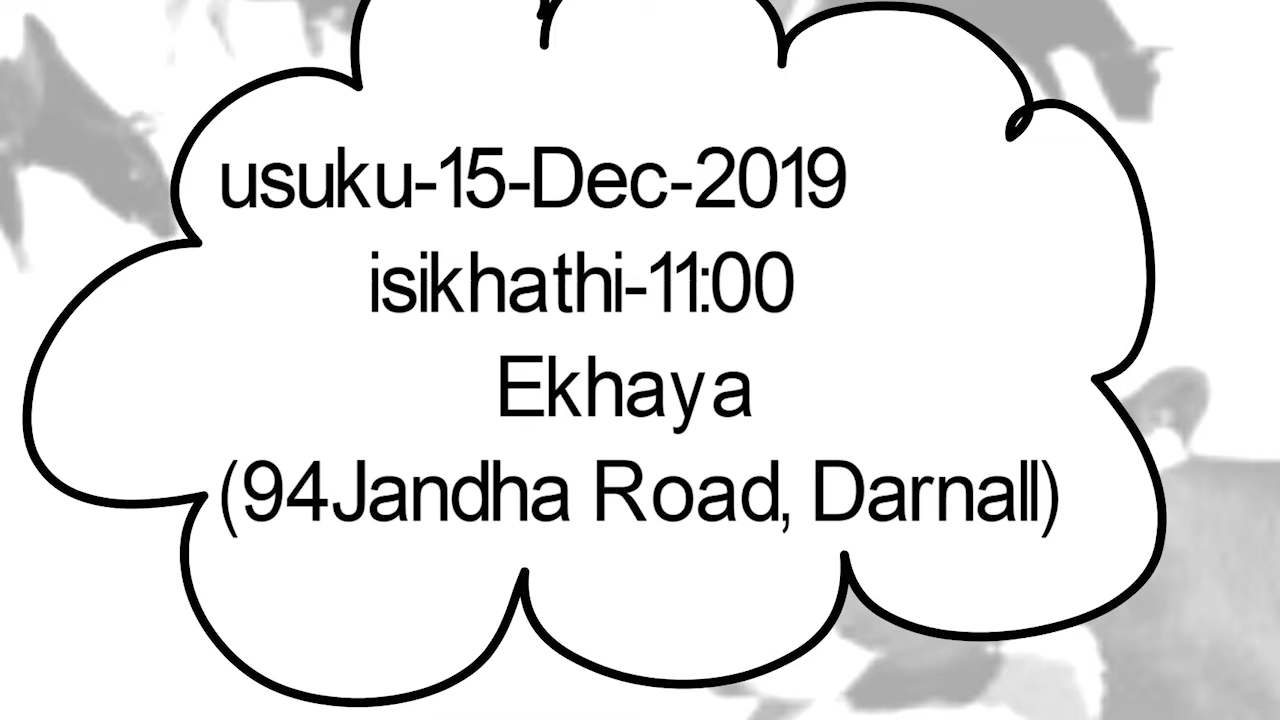 usuku-15-Dec-2019
isikhathi-11:00
Ekhaya
(94Jandha Road, Darnall)